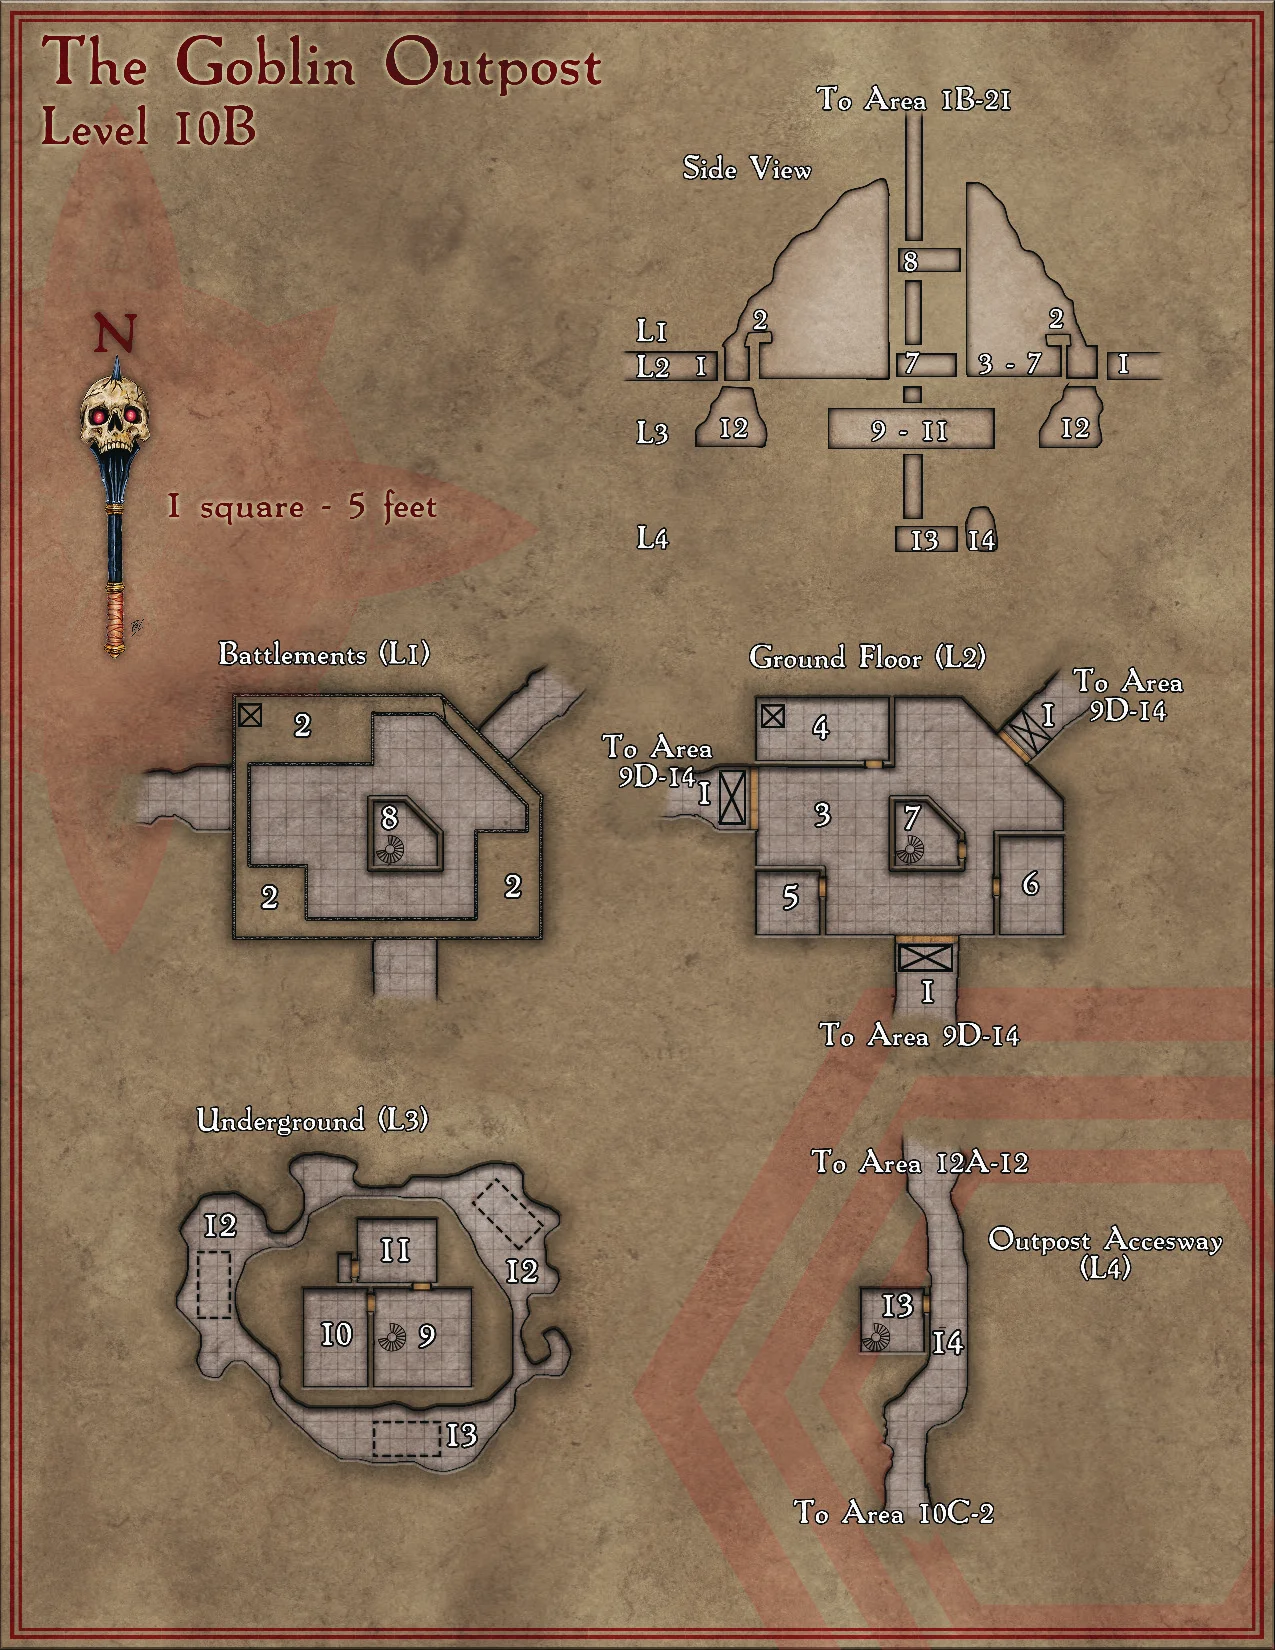 The Goblin Outpost
Level 10B
To Area 1B-21
Side View
8
L1
2
2
L2
1
7
3 - 7
1
L3
12
9 - 11
12
L4
13
14
N
1 square - 5 feet
Battlements (L1)
2
8
2
2
Ground Floor (L2)
To Area
9D-14
1
To Area
9D-14
1
4
3
7
5
6
1
To Area 9D-14
Underground (L3)
12
11
12
10
9
13
To Area 12A-12
Outpost Accesway
(L4)
13
14
To Area 10C-2